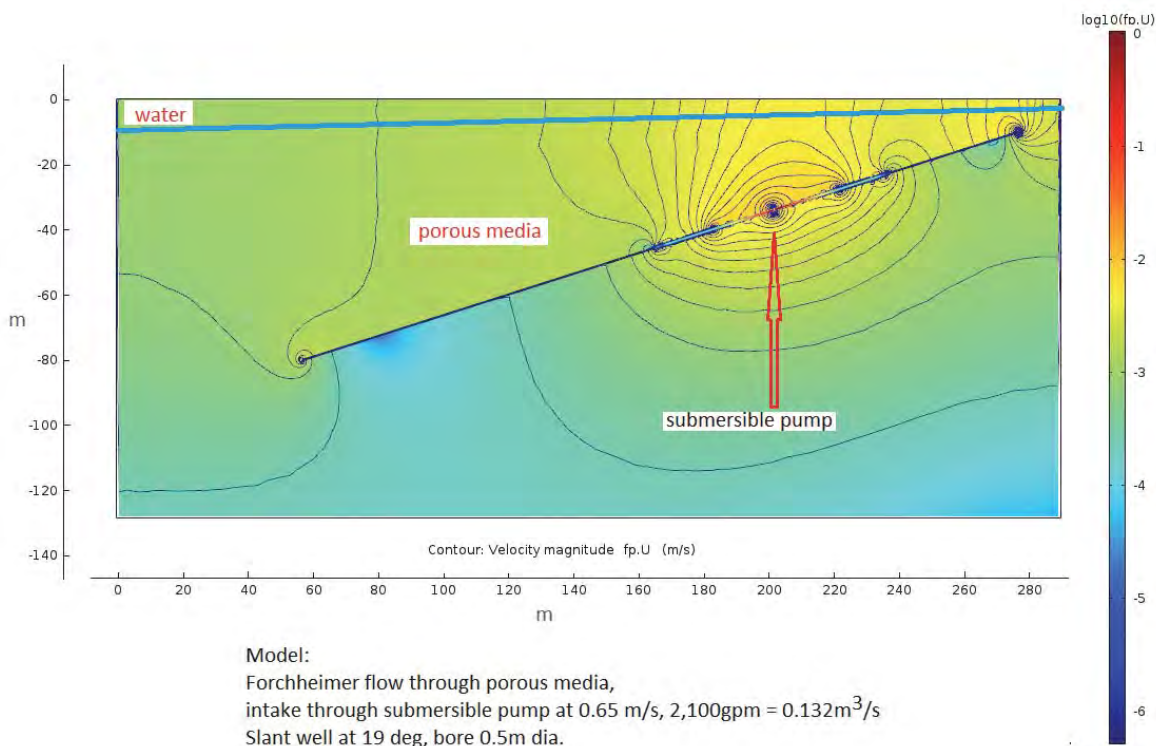 log10(fp.U)
0
-1
-2
-3
-4
-5
-6
0
-20
-40
-60
-80
-100
-120
-140
m
water
porous media
submersible pump
Contour: Velocity magnitude fp.U (m/s)
0 20 40 60 80 100 120 140 160 180 200 220 240 260 280
m
Model:
Forchheimer flow through porous media,
intake through submersible pump at 0.65 m/s, 2,100gpm = 0.132m³/s
Slant well at 19 deg, bore 0.5m dia.